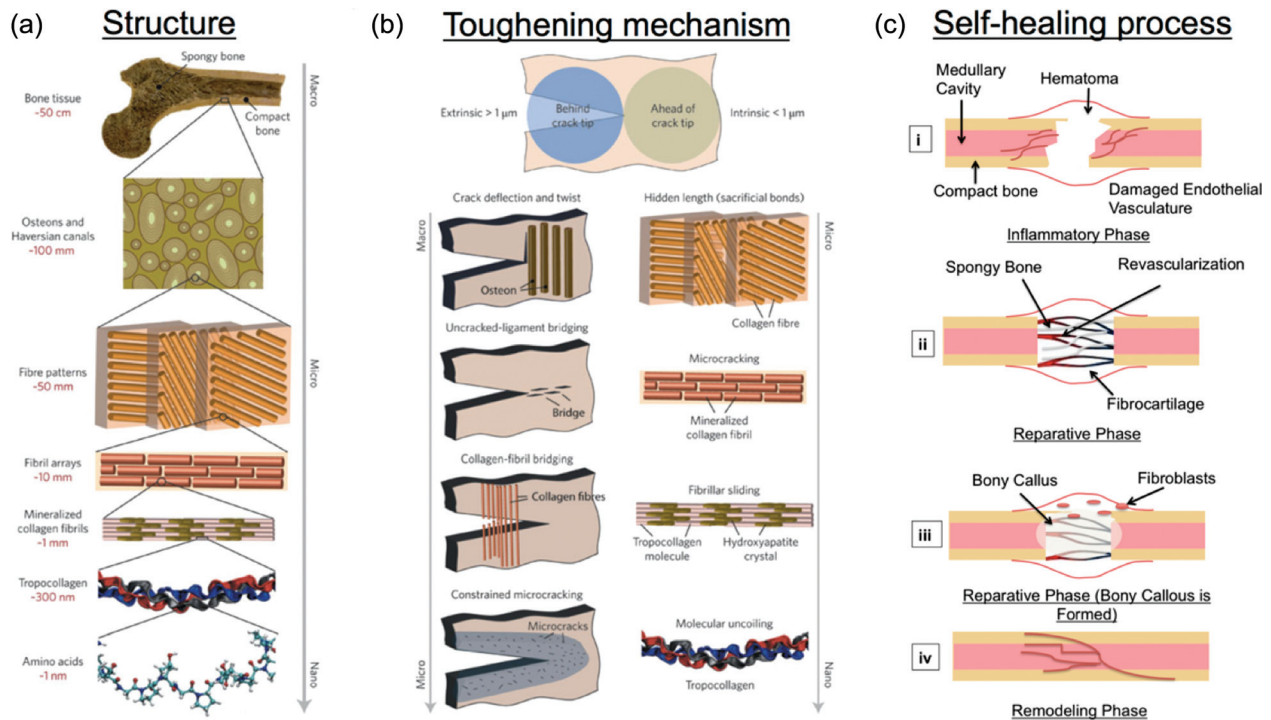 (a) Structure
Spongy bone
Bone tissue
~50 cm
Compact
bone
Macro
Osteons and
Haversian canals
~100 mm
Fibre patterns
~50 mm
Micro
Fibril arrays
~10 mm
Mineralized
collagen fibrils
~1 mm
Tropocollagen
~300 nm
Amino acids
~1 nm
Nano
(b) Toughening mechanism
Extrinsic > 1 µm
Behind
crack tip
Ahead of
crack tip
Intrinsic < 1 µm
Crack deflection and twist
Macro
Osteon
Uncracked-ligament bridging
Bridge
Collagen-fibril bridging
Collagen fibres
Constrained microcracking
Microcracks
Micro
Hidden length (sacrificial bonds)
Micro
Collagen fibre
Microcracking
Mineralized
collagen fibril
Fibrillar sliding
Tropocollagen
molecule
Hydroxyapatite
crystal
Molecular uncoiling
Tropocollagen
Nano
(c) Self-healing process
Medullary
Cavity
Hematoma
i
Compact bone
Damaged Endothelial
Vasculature
Inflammatory Phase
Spongy Bone
Revascularization
ii
Fibrocartilage
Reparative Phase
Bony Callus
Fibroblasts
iii
Reparative Phase (Bony Callous is
Formed)
iv
Remodeling Phase